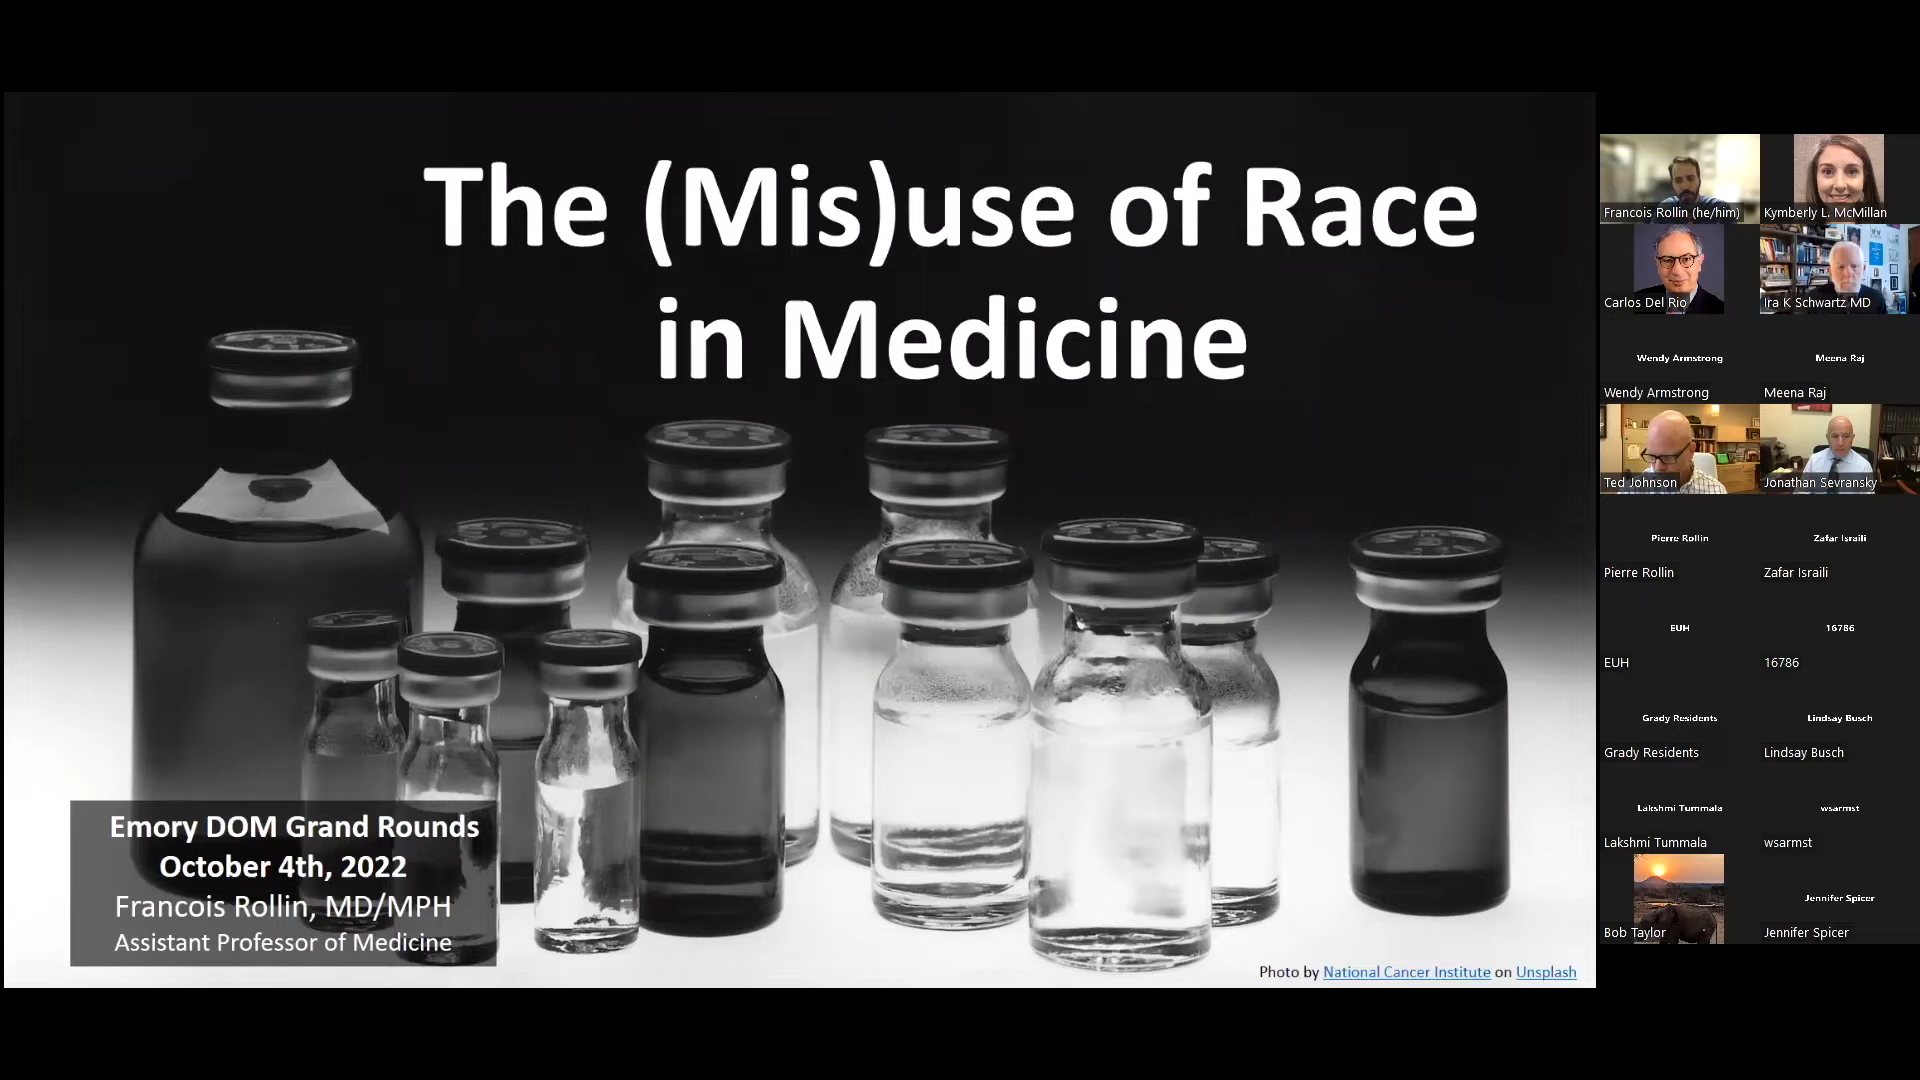 The (Mis)use of Race
in Medicine
Emory DOM Grand Rounds
October 4th, 2022
Francois Rollin, MD/MPH
Assistant Professor of Medicine
Photo by National Cancer Institute on Unsplash
Francois Rollin (he/him)
Kymberly L. McMillan
Carlos Del Rio
Ira K Schwartz MD
Wendy Armstrong
Wendy Armstrong
Meena Raj
Meena Raj
Ted Johnson
Jonathan Sevransky
Pierre Rollin
Pierre Rollin
Zafar Israili
Zafar Israili
EUH
EUH
16786
16786
Grady Residents
Grady Residents
Lindsay Busch
Lindsay Busch
Lakshmi Tummala
Lakshmi Tummala
wsarmst
wsarmst
Bob Taylor
Jennifer Spicer
Jennifer Spicer